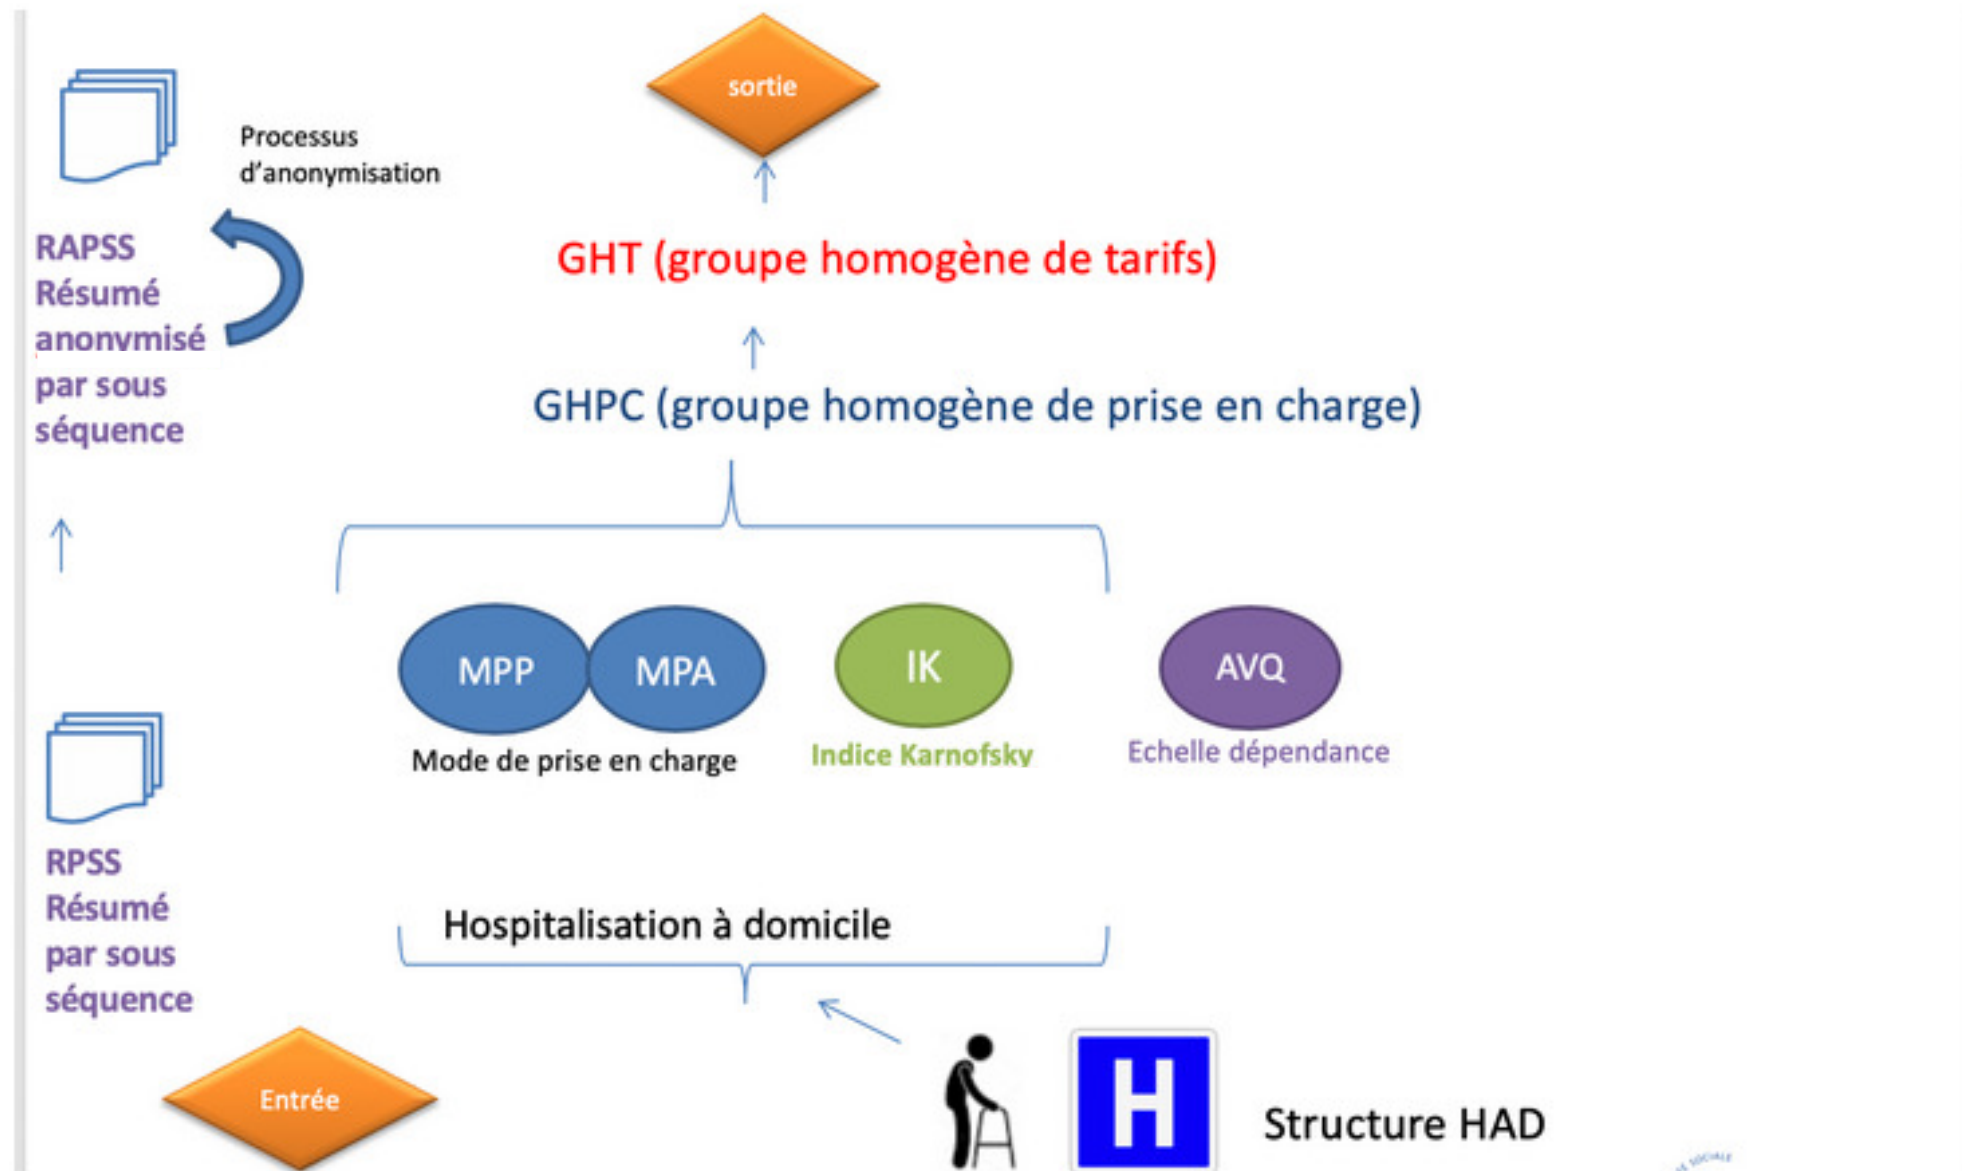 sortie
Processus
d'anonymisation
RAPSS
Résumé
anonymisé
par sous
séquence
GHT (groupe homogène de tarifs)
GHPC (groupe homogène de prise en charge)
MPP
MPA
IK
AVQ
Mode de prise en charge
Indice Karnofsky
Echelle dépendance
RPSS
Résumé
par sous
séquence
Hospitalisation à domicile
Entrée
H
Structure HAD
SOCIALE